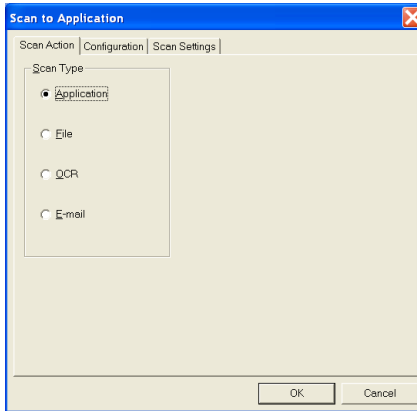 Scan to Application
Scan Action Configuration Scan Settings
Scan Type
Application
File
OCR
E-mail
OK Cancel